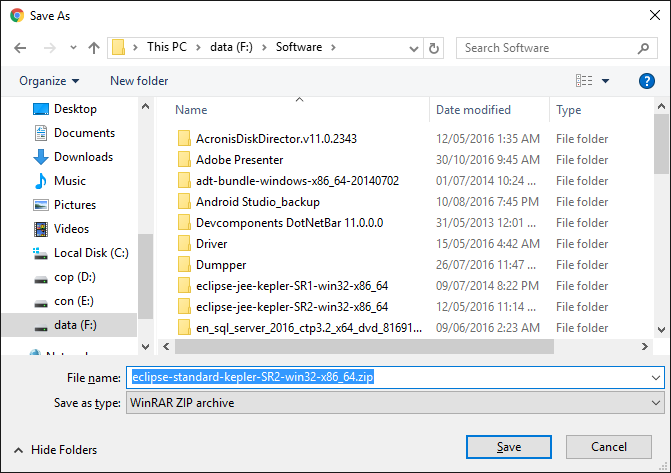 Save As
This PC > data (F:) > Software >
Search Software
Organize New folder
Name Date modified Type
Desktop
Documents
Downloads
Music
Pictures
Videos
Local Disk (C:)
cop (D:)
con (E:)
data (F:)
AcronisDiskDirector.v11.0.2343 12/05/2016 1:35 AM File folder
Adobe Presenter 30/10/2016 9:45 AM File folder
adt-bundle-windows-x86_64-20140702 01/07/2014 10:24 ... File folder
Android Studio_backup 10/08/2016 7:45 PM File folder
Devcomponents DotNetBar 11.0.0.0 31/05/2013 12:01 ... File folder
Driver 15/05/2016 4:42 AM File folder
Dumpper 26/07/2016 11:47 ... File folder
eclipse-jee-kepler-SR1-win32-x86_64 09/07/2014 8:22 PM File folder
eclipse-jee-kepler-SR2-win32-x86_64 12/05/2016 11:14 ... File folder
en_sql_server_2016_ctp3.2_x64_dvd_81691... 09/06/2016 2:23 AM File folder
File name: eclipse-standard-kepler-SR2-win32-x86_64.zip
Save as type: WinRAR ZIP archive
Hide Folders
Save Cancel